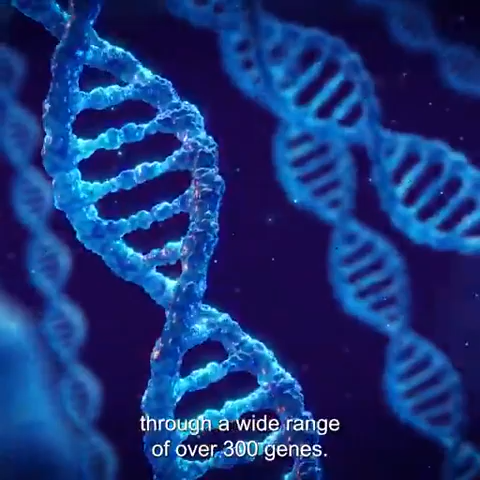 through a wide range
of over 300 genes.